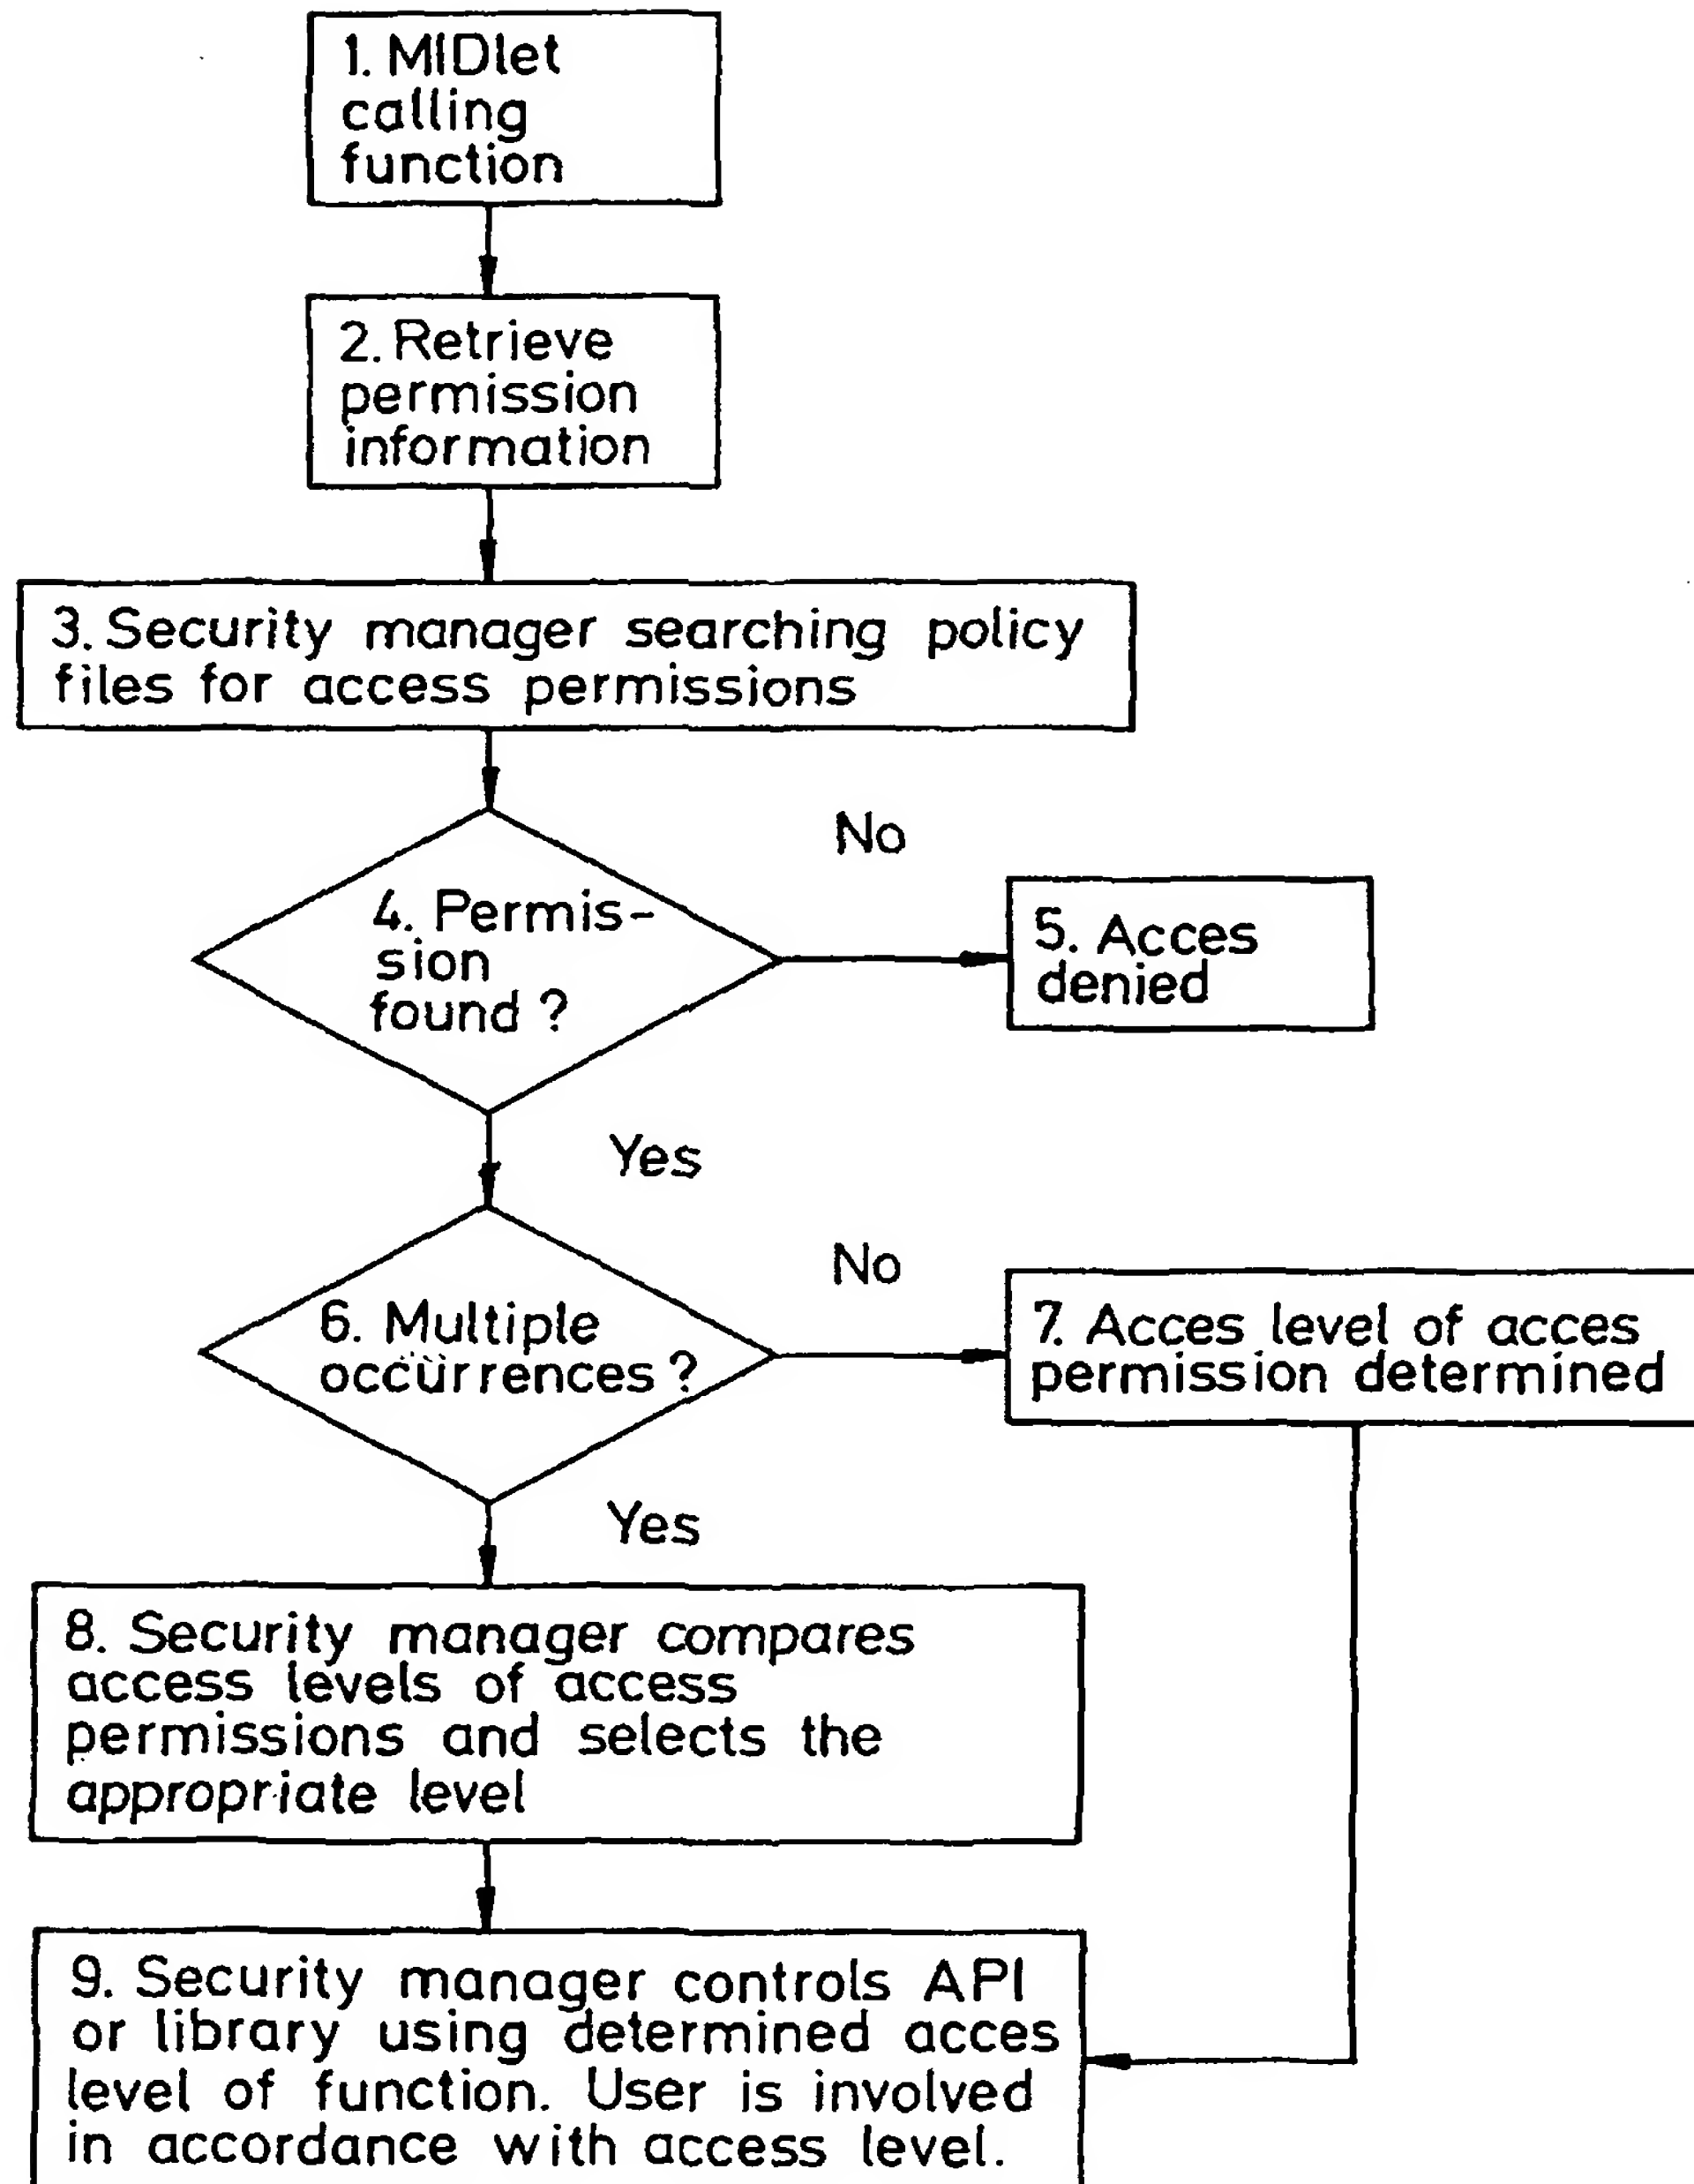 1. MIDlet
calling
function
2. Retrieve
permission
information
3. Security manager searching policy
files for access permissions
No
4. Permis-
sion
found ?
5. Acces
denied
Yes
No
6. Multiple
occurrences ?
7. Acces level of acces
permission determined
Yes
8. Security manager compares
access levels of access
permissions and selects the
appropriate level
9. Security manager controls API
or library using determined acces
level of function. User is involved
in accordance with access level.